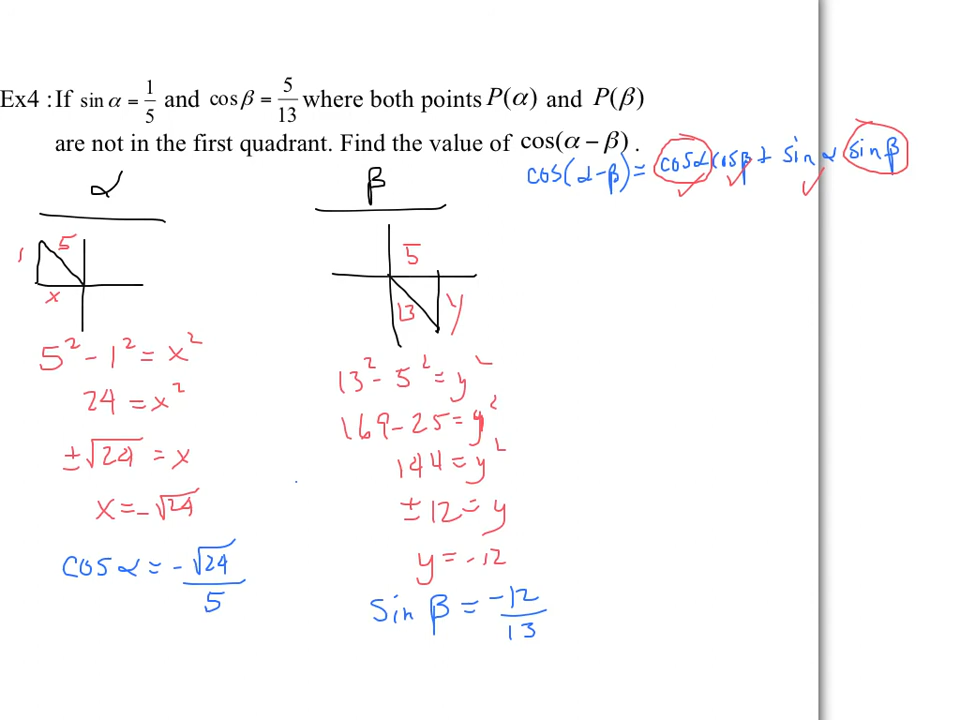 Ex4 : If sin α = 1/5 and cos β = 5/13 where both points P(α) and P(β)
are not in the first quadrant. Find the value of cos(α − β).
cos(α-β) = cosα cosβ + sin α sin β
α
1 5
x
5² - 1² = x²
24 = x²
±√24 = x
x = -√24
cos α = -√24/5
β
5
13 y
13² - 5² = y²
169 - 25 = y²
144 = y²
±12 = y
y = -12
sin β = -12/13